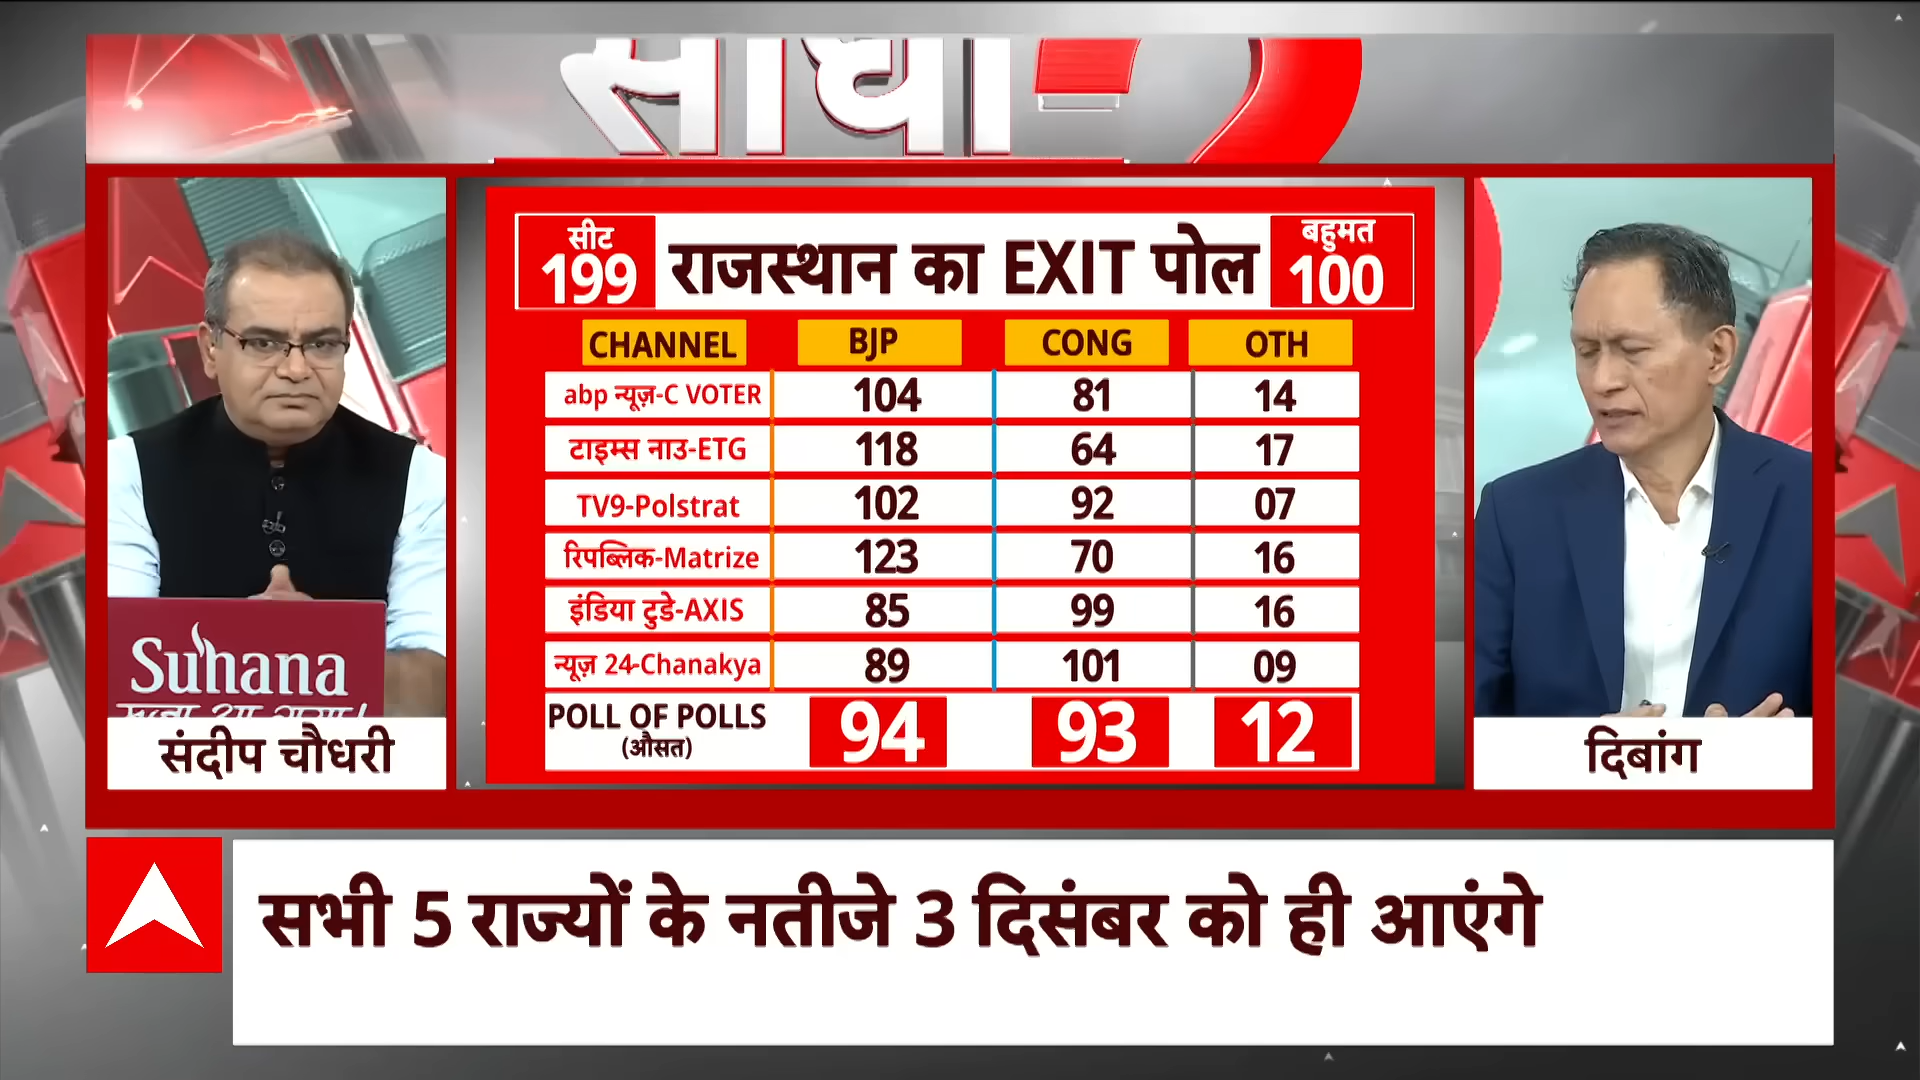 सीधा
सीट
199
राजस्थान का EXIT पोल
बहुमत
100
CHANNEL BJP CONG OTH
abp न्यूज़-C VOTER 104 81 14
टाइम्स नाउ-ETG 118 64 17
TV9-Polstrat 102 92 07
रिपब्लिक-Matrize 123 70 16
इंडिया टुडे-AXIS 85 99 16
न्यूज़ 24-Chanakya 89 101 09
POLL OF POLLS 94 93 12
(औसत)
Suhana
संदीप चौधरी
दिबांग
सभी 5 राज्यों के नतीजे 3 दिसंबर को ही आएंगे